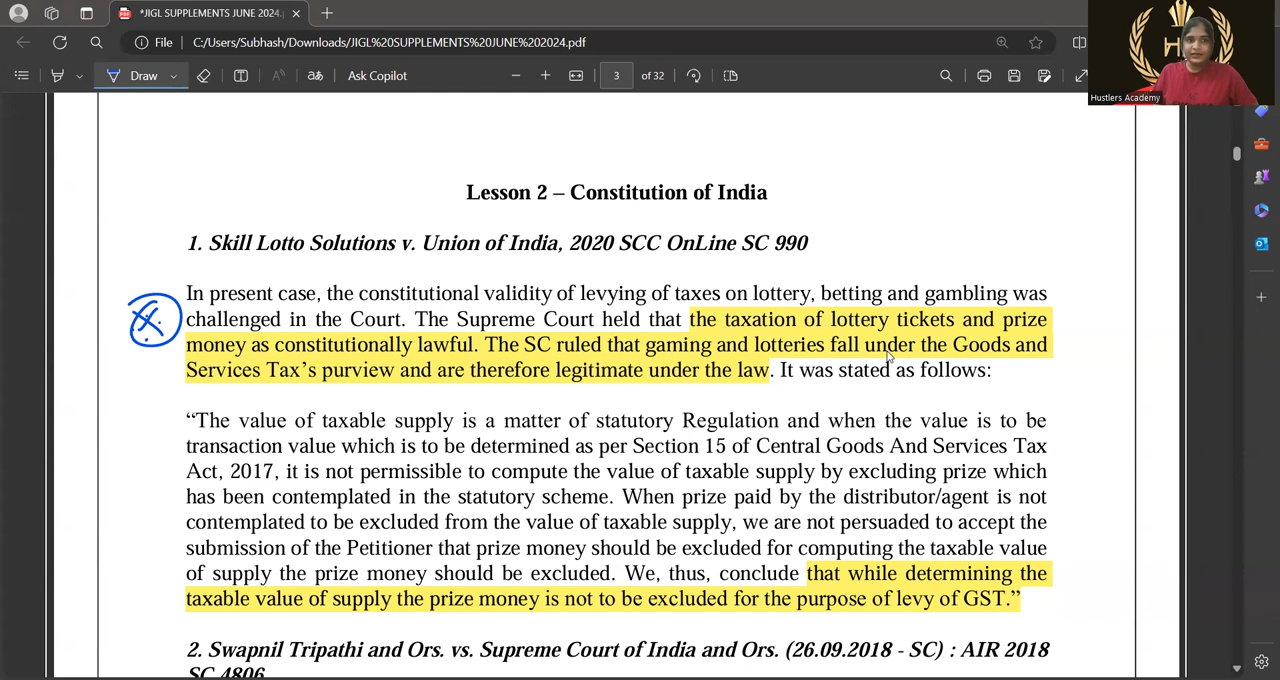 *JIGL SUPPLEMENTS JUNE 2024.
File
C:/Users/Subhash/Downloads/JIGL%20SUPPLEMENTS%20JUNE%202024.pdf
Draw
Ask Copilot
3 of 32
Hustlers Academy
Lesson 2 – Constitution of India
1. Skill Lotto Solutions v. Union of India, 2020 SCC OnLine SC 990
In present case, the constitutional validity of levying of taxes on lottery, betting and gambling was
challenged in the Court. The Supreme Court held that the taxation of lottery tickets and prize
money as constitutionally lawful. The SC ruled that gaming and lotteries fall under the Goods and
Services Tax’s purview and are therefore legitimate under the law. It was stated as follows:
“The value of taxable supply is a matter of statutory Regulation and when the value is to be
transaction value which is to be determined as per Section 15 of Central Goods And Services Tax
Act, 2017, it is not permissible to compute the value of taxable supply by excluding prize which
has been contemplated in the statutory scheme. When prize paid by the distributor/agent is not
contemplated to be excluded from the value of taxable supply, we are not persuaded to accept the
submission of the Petitioner that prize money should be excluded for computing the taxable value
of supply the prize money should be excluded. We, thus, conclude that while determining the
taxable value of supply the prize money is not to be excluded for the purpose of levy of GST.”
2. Swapnil Tripathi and Ors. vs. Supreme Court of India and Ors. (26.09.2018 - SC) : AIR 2018
SC 4806